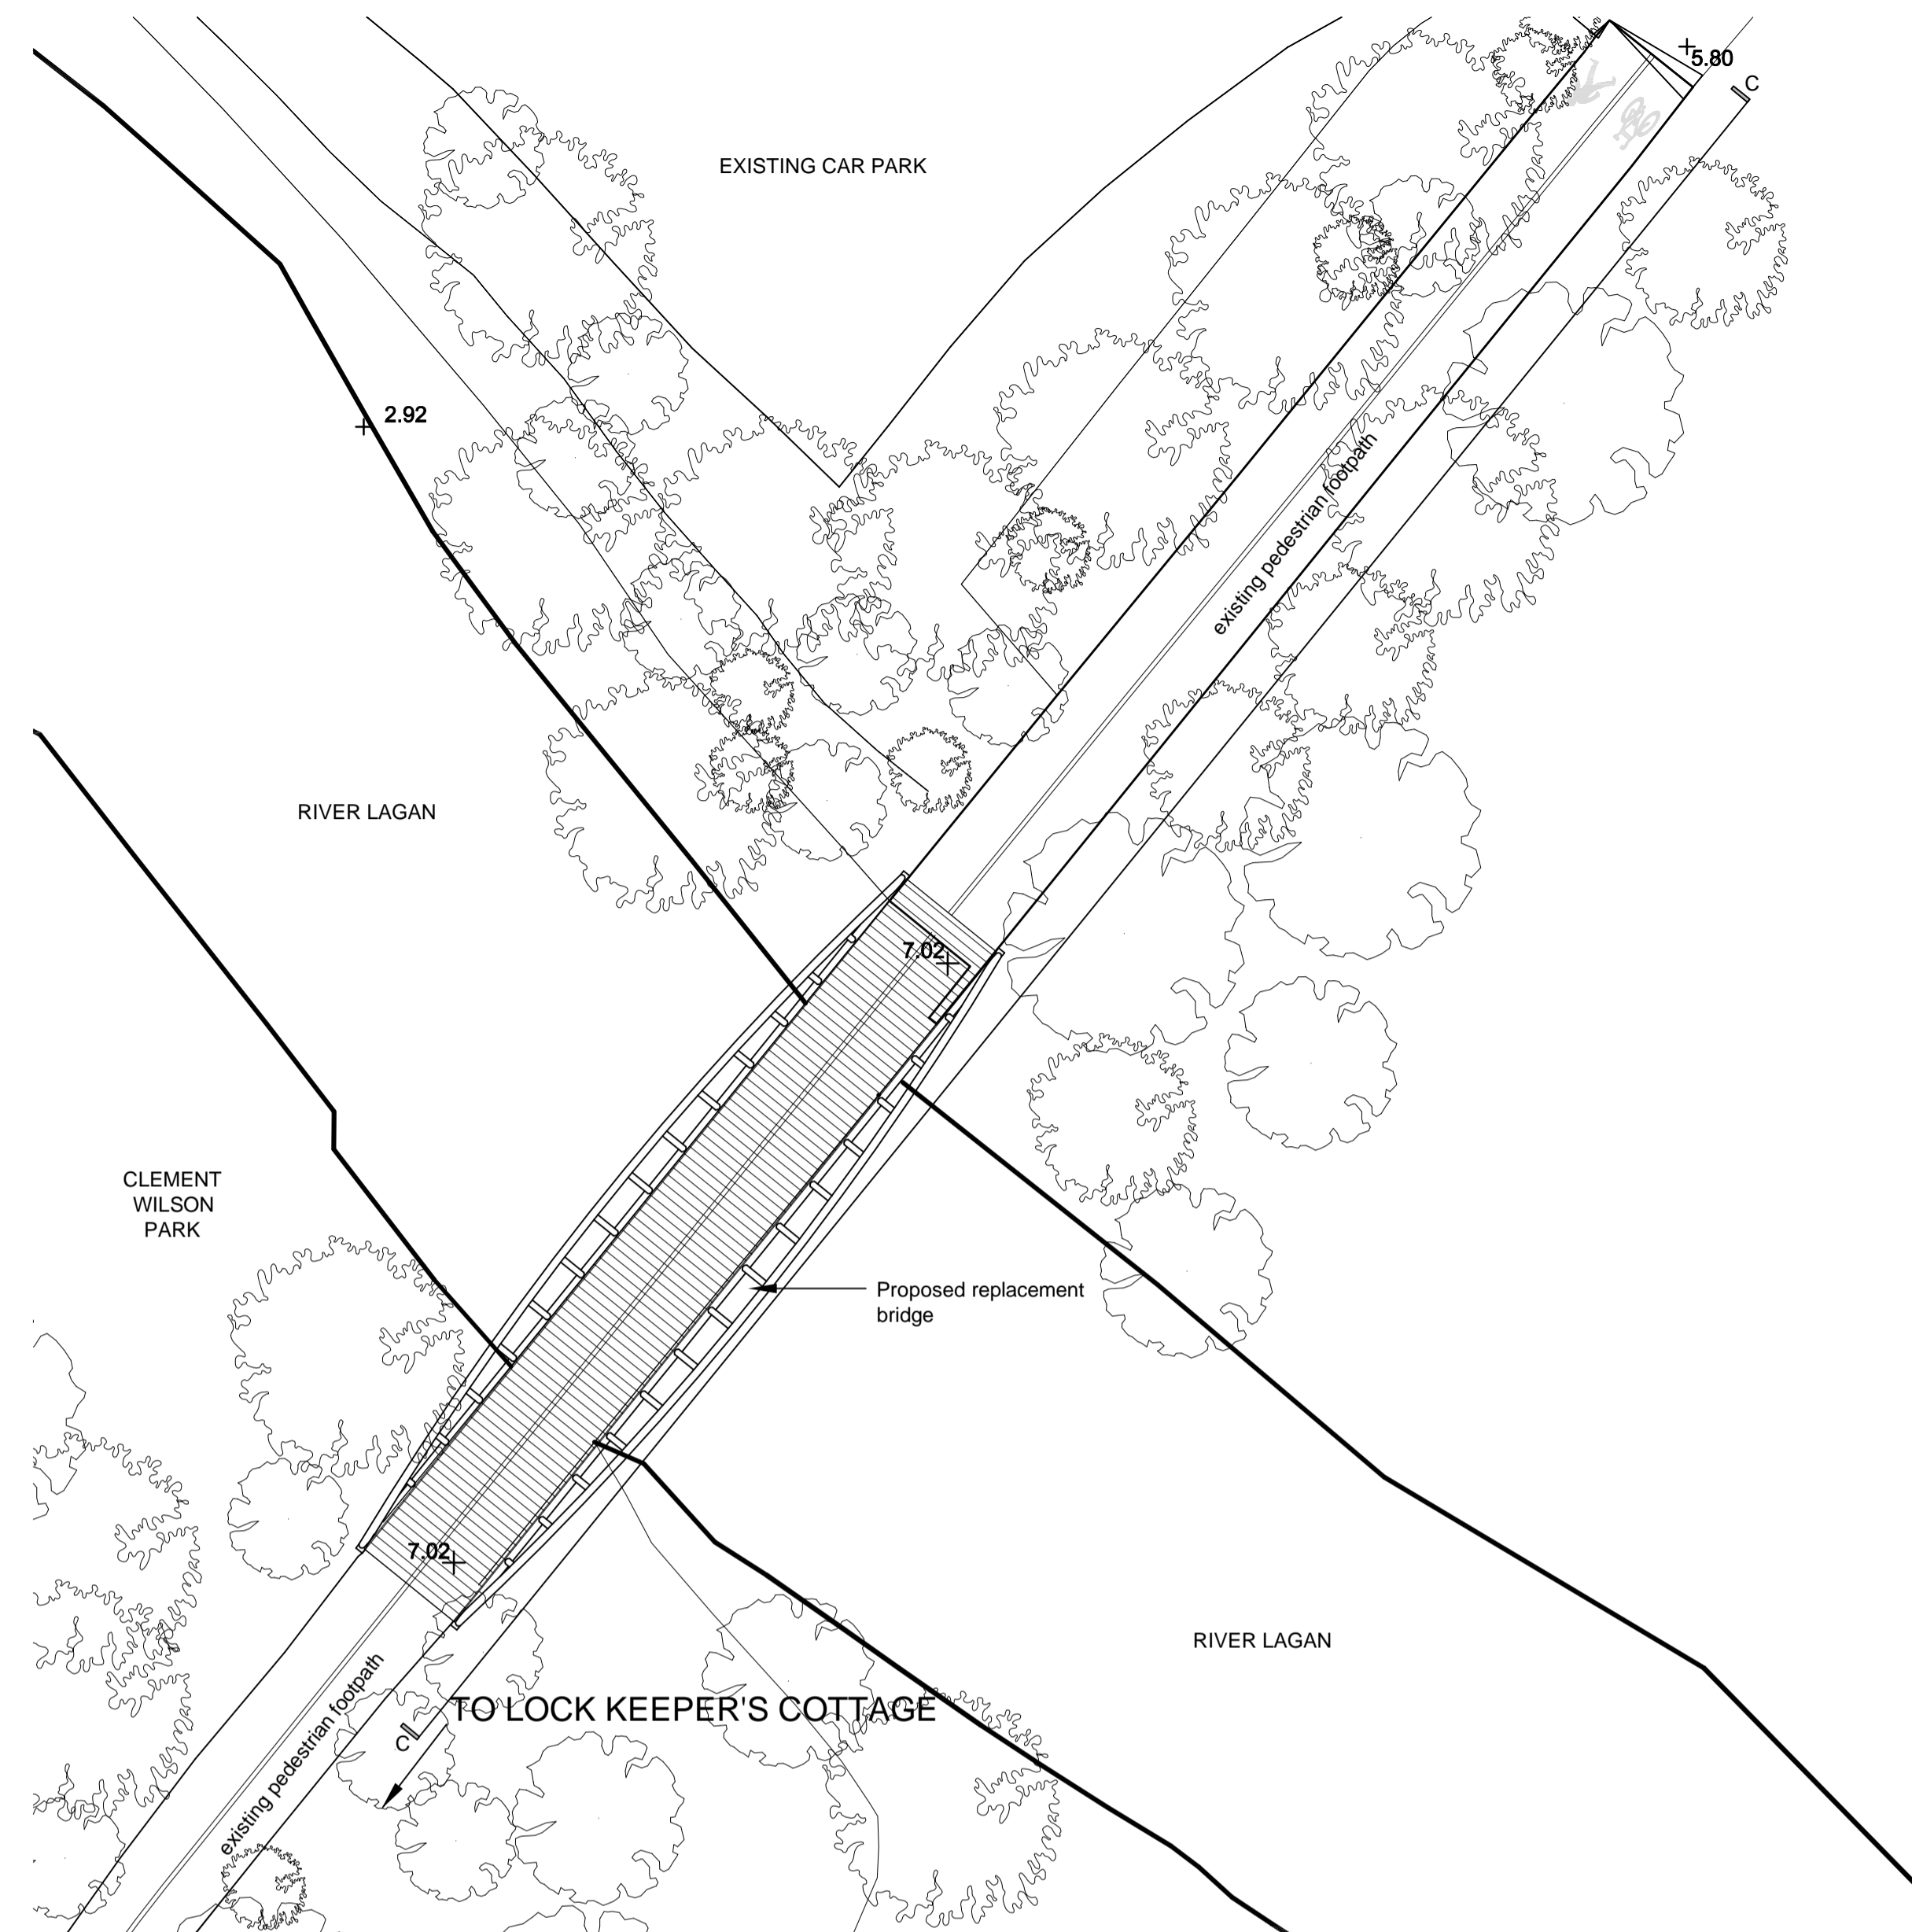 5.80
C
EXISTING CAR PARK
2.92
existing pedestrian footpath
RIVER LAGAN
7.02
CLEMENT
WILSON
PARK
Proposed replacement
bridge
7.02
RIVER LAGAN
TO LOCK KEEPER'S COTTAGE
C
existing pedestrian footpath